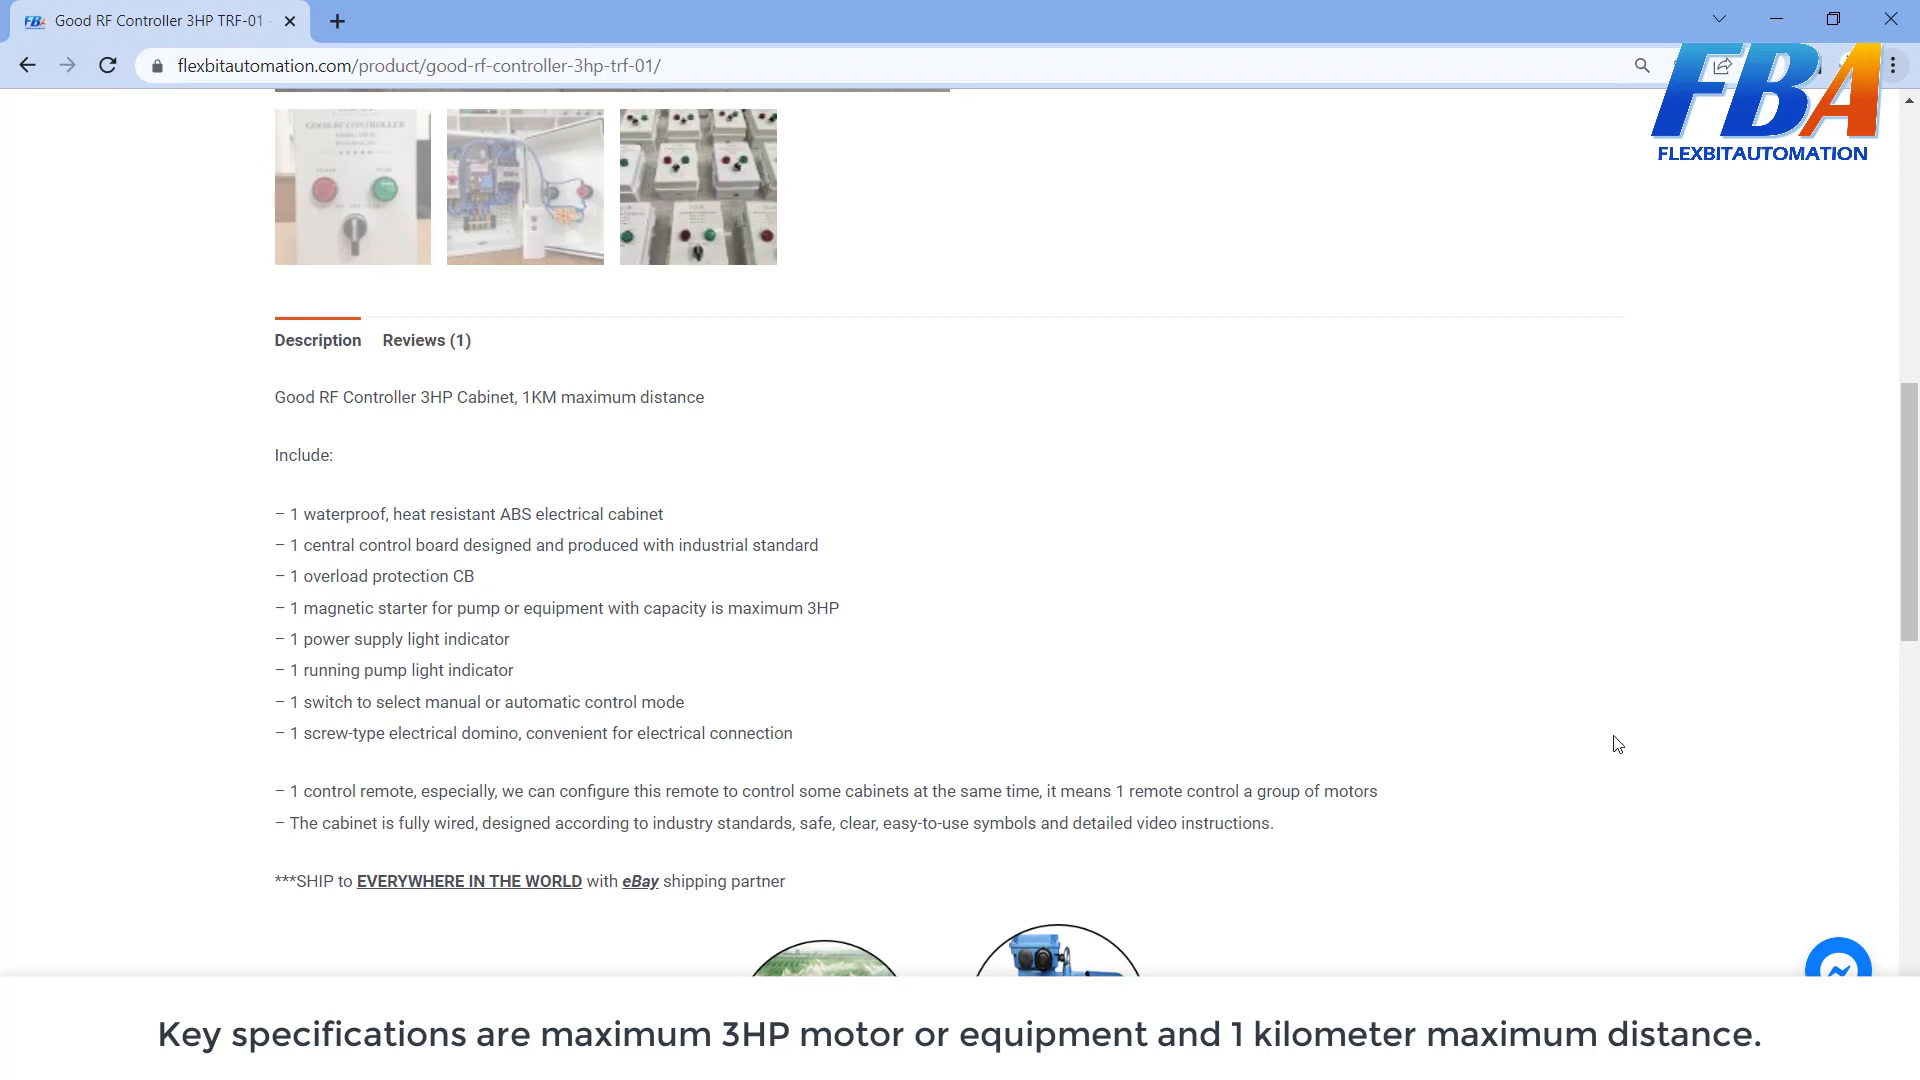 FBA Good RF Controller 3HP TRF-01
flexbitautomation.com/product/good-rf-controller-3hp-trf-01/
FBA
FLEXBITAUTOMATION
GOOD RF CONTROLLER
Description Reviews (1)
Good RF Controller 3HP Cabinet, 1KM maximum distance
Include:
– 1 waterproof, heat resistant ABS electrical cabinet
– 1 central control board designed and produced with industrial standard
– 1 overload protection CB
– 1 magnetic starter for pump or equipment with capacity is maximum 3HP
– 1 power supply light indicator
– 1 running pump light indicator
– 1 switch to select manual or automatic control mode
– 1 screw-type electrical domino, convenient for electrical connection
– 1 control remote, especially, we can configure this remote to control some cabinets at the same time, it means 1 remote control a group of motors
– The cabinet is fully wired, designed according to industry standards, safe, clear, easy-to-use symbols and detailed video instructions.
***SHIP to EVERYWHERE IN THE WORLD with eBay shipping partner
Key specifications are maximum 3HP motor or equipment and 1 kilometer maximum distance.